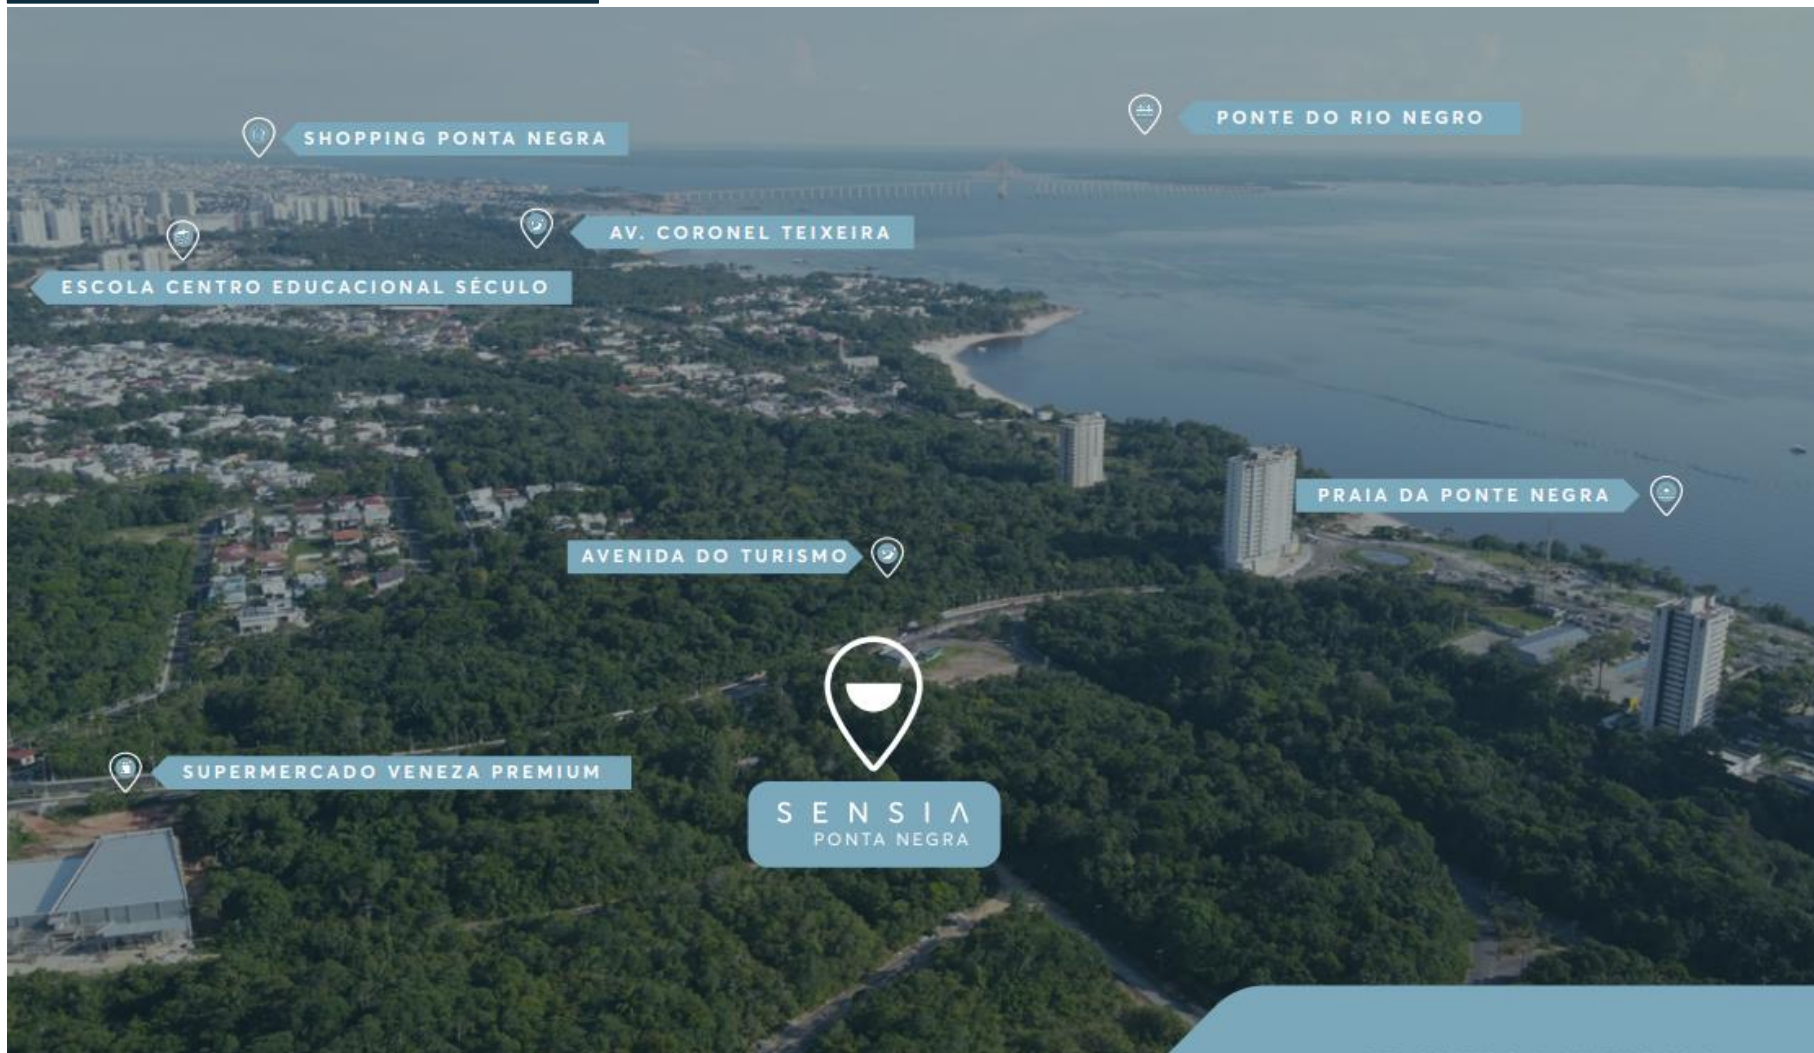 SHOPPING PONTA NEGRA
PONTE DO RIO NEGRO
AV. CORONEL TEIXEIRA
ESCOLA CENTRO EDUCACIONAL SÉCULO
PRAIA DA PONTE NEGRA
AVENIDA DO TURISMO
SUPERMERCADO VENEZA PREMIUM
SENSIA
PONTA NEGRA